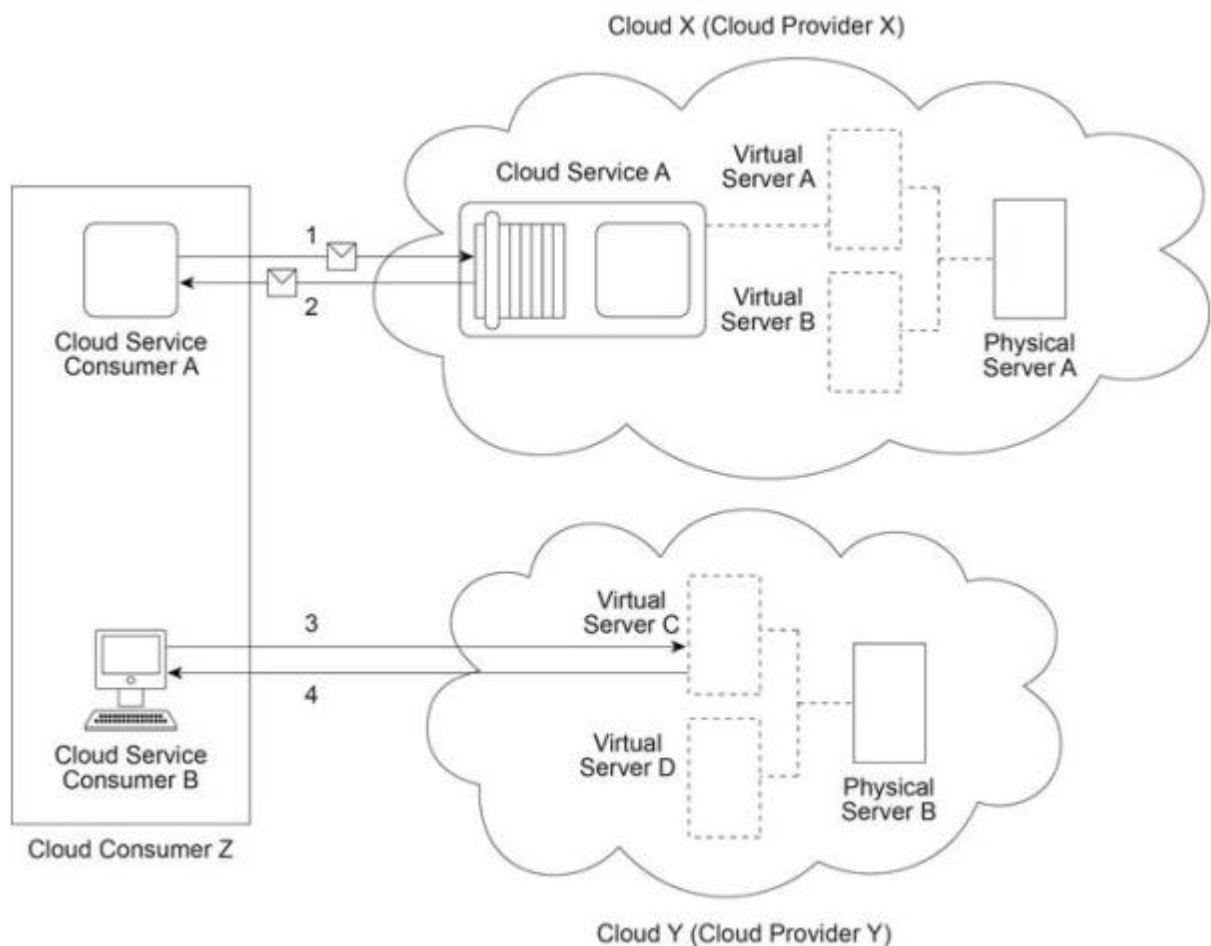 Cloud X (Cloud Provider X)
Cloud Service A
Virtual
Server A
1
2
Cloud Service
Consumer A
Virtual
Server B
Physical
Server A
3
4
Virtual
Server C
Cloud Service
Consumer B
Virtual
Server D
Physical
Server B
Cloud Consumer Z
Cloud Y (Cloud Provider Y)